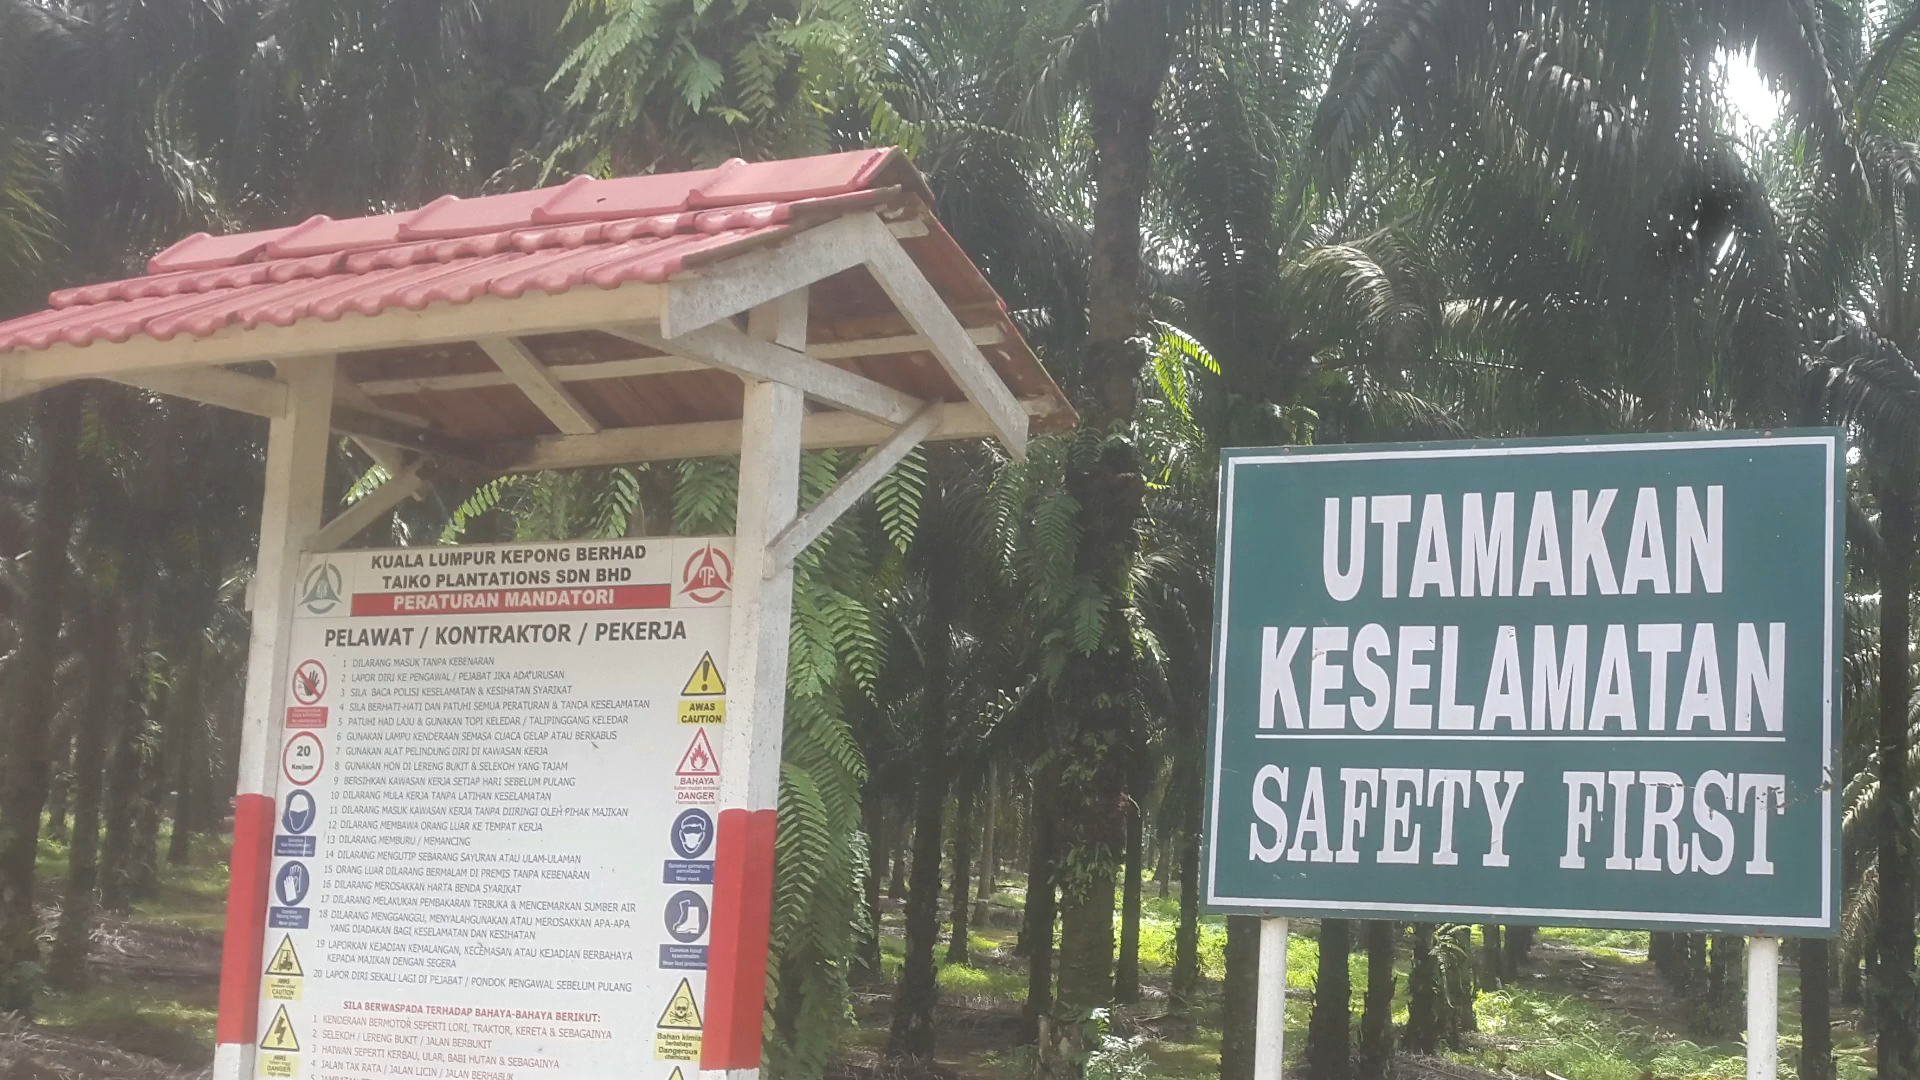 KUALA LUMPUR KEPONG BERHAD
TAIKO PLANTATIONS SDN BHD
PERATURAN MANDATORI
PELAWAT / KONTRAKTOR / PEKERJA
1 DILARANG MASUK TANPA KEBENARAN
2 LAPOR DIRI KE PENGAWAL / PEJABAT JIKA ADA URUSAN
3 SILA BACA POLISI KESELAMATAN & KESIHATAN SYARIKAT
4 SILA BERHATI-HATI DAN PATUHI SEMUA PERATURAN & TANDA KESELAMATAN
5 PATUHI HAD LAJU & GUNAKAN TOPI KELEDAR / TALIPINGGANG KELEDAR
6 GUNAKAN LAMPU KENDERAAN SEMASA CUACA GELAP ATAU BERKABUS
7 GUNAKAN ALAT PELINDUNG DIRI DI KAWASAN KERJA
8 GUNAKAN HON DI LERENG BUKIT & SELEKOH YANG TAJAM
9 BERSIHKAN KAWASAN KERJA SETIAP HARI SEBELUM PULANG
10 DILARANG MULA KERJA TANPA LATIHAN KESELAMATAN
11 DILARANG MASUK KAWASAN KERJA TANPA DIIRINGI OLEH PIHAK MAJIKAN
12 DILARANG MEMBAWA ORANG LUAR KE TEMPAT KERJA
13 DILARANG MEMBURU / MEMANCING
14 DILARANG MENGUTIP SEBARANG SAYURAN ATAU ULAM-ULAMAN
15 ORANG LUAR DILARANG BERMALAM DI PREMIS TANPA KEBENARAN
16 DILARANG MEROSAKKAN HARTA BENDA SYARIKAT
17 DILARANG MELAKUKAN PEMBAKARAN TERBUKA & MENCEMARKAN SUMBER AIR
18 DILARANG MENGGANGGU, MENYALAHGUNAKAN ATAU MEROSAKKAN APA-APA
YANG DIADAKAN BAGI KESELAMATAN DAN KESIHATAN
19 LAPORKAN KEJADIAN KEMALANGAN, KECEMASAN ATAU KEJADIAN BERBAHAYA
KEPADA MAJIKAN DENGAN SEGERA
20 LAPOR DIRI SEKALI LAGI DI PEJABAT / PONDOK PENGAWAL SEBELUM PULANG
SILA BERWASPADA TERHADAP BAHAYA-BAHAYA BERIKUT:
1 KENDERAAN BERMOTOR SEPERTI LORI, TRAKTOR, KERETA & SEBAGAINYA
2 SELEKOH / LERENG BUKIT / JALAN BERBUKIT
3 HAIWAN SEPERTI KERBAU, ULAR, BABI HUTAN & SEBAGAINYA
4 JALAN TAK RATA / JALAN LICIN / JALAN BERHABUK
20
Km/jam
CAUTION
DANGER
AWAS
CAUTION
BAHAYA
DANGER
TP
Bahan kimia
berbahaya
Dangerous
chemicals
UTAMAKAN
KESELAMATAN
SAFETY FIRST